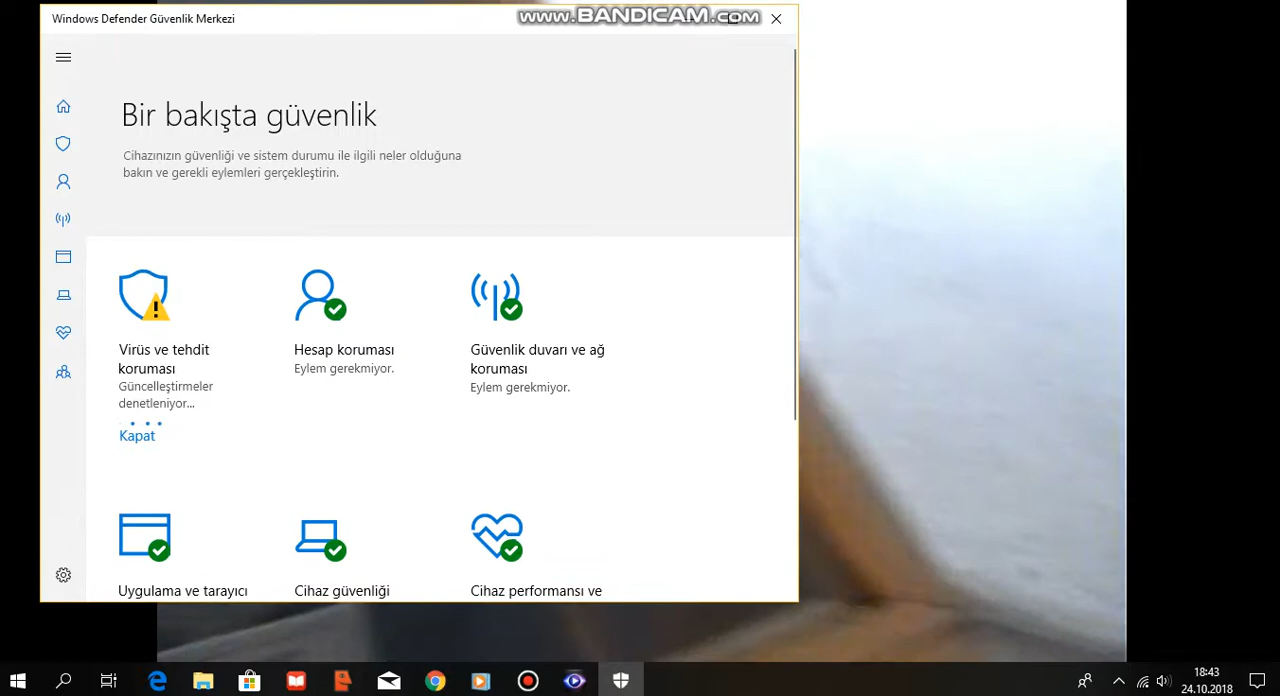 Windows Defender Güvenlik Merkezi
www.BANDICAM.com
Bir bakışta güvenlik
Cihazınızın güvenliği ve sistem durumu ile ilgili neler olduğuna
bakın ve gerekli eylemleri gerçekleştirin.
Virüs ve tehdit
koruması
Güncelleştirmeler
denetleniyor...
Kapat
Hesap koruması
Eylem gerekmiyor.
Güvenlik duvarı ve ağ
koruması
Eylem gerekmiyor.
Uygulama ve tarayıcı
Cihaz güvenliği
Cihaz performansı ve
18:43
24.10.2018